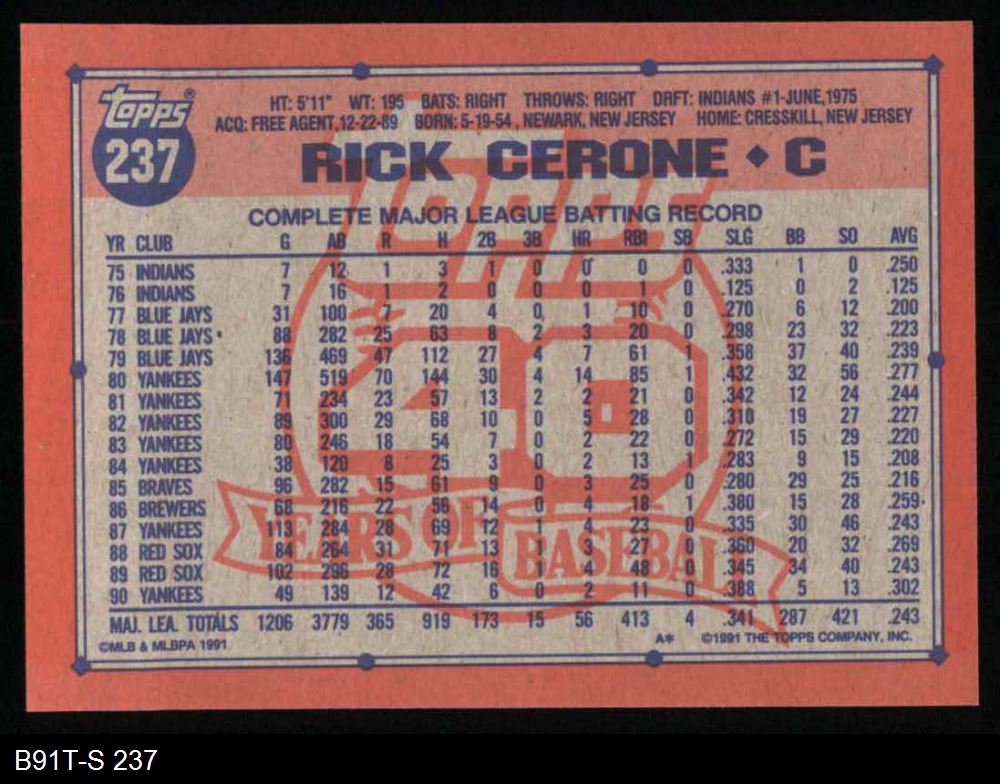 Topps®
237
HT: 5'11" WT: 195 BATS: RIGHT THROWS: RIGHT DRFT: INDIANS #1-JUNE, 1975
ACQ: FREE AGENT, 12-22-89 BORN: 5-19-54, NEWARK, NEW JERSEY HOME: CRESSKILL, NEW JERSEY
RICK CERONE ♦ C
TOPPS
40
YEARS OF BASEBALL
COMPLETE MAJOR LEAGUE BATTING RECORD
YR CLUB G AB R H 2B 3B HR RBI SB SLG BB SO AVG
75 INDIANS 7 12 1 3 1 0 0 0 0 .333 1 0 .250
76 INDIANS 7 16 1 2 0 0 0 1 0 .125 0 2 .125
77 BLUE JAYS 31 100 7 20 4 0 1 10 0 .270 6 12 .200
78 BLUE JAYS 88 282 25 63 8 2 3 20 0 .298 23 32 .223
79 BLUE JAYS 136 469 47 112 27 4 7 61 1 .358 37 40 .239
80 YANKEES 147 519 70 144 30 4 14 85 1 .432 32 56 .277
81 YANKEES 71 234 23 57 13 2 2 21 0 .342 12 24 .244
82 YANKEES 89 300 29 68 10 0 5 28 0 .310 19 27 .227
83 YANKEES 80 246 18 54 7 0 2 22 0 .272 15 29 .220
84 YANKEES 38 120 8 25 3 0 2 13 1 .283 9 15 .208
85 BRAVES 96 282 15 61 9 0 3 25 0 .280 29 25 .216
86 BREWERS 68 216 22 56 14 0 4 18 1 .380 15 28 .259
87 YANKEES 113 284 28 69 12 1 4 23 0 .335 30 46 .243
88 RED SOX 84 264 31 71 13 1 3 27 0 .360 20 32 .269
89 RED SOX 102 296 28 72 16 1 4 48 0 .345 34 40 .243
90 YANKEES 49 139 12 42 6 0 2 11 0 .388 5 13 .302
MAJ. LEA. TOTALS 1206 3779 365 919 173 15 56 413 4 .341 287 421 .243
©MLB & MLBPA 1991 A* ©1991 THE TOPPS COMPANY, INC.
B91T-S 237